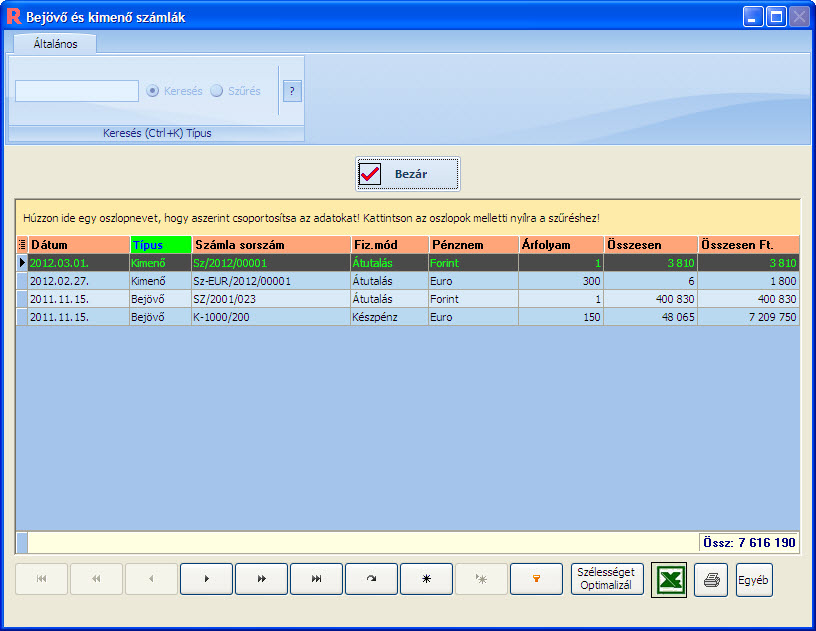 R Bejövő és kimenő számlák
Általános
Keresés Szűrés ?
Keresés (Ctrl+K) Típus
Bezár
Húzzon ide egy oszlopnevet, hogy aszerint csoportosítsa az adatokat! Kattintson az oszlopok melletti nyílra a szűréshez!
Dátum Típus Számla sorszám Fiz.mód Pénznem Árfolyam Összesen Összesen Ft.
2012.03.01. Kimenő Sz/2012/00001 Átutalás Forint 1 3 810 3 810
2012.02.27. Kimenő Sz-EUR/2012/00001 Átutalás Euro 300 6 1 800
2011.11.15. Bejövő SZ/2001/023 Átutalás Forint 1 400 830 400 830
2011.11.15. Bejövő K-1000/200 Készpénz Euro 150 48 065 7 209 750
Össz: 7 616 190
Szélességet
Optimalizál
Egyéb